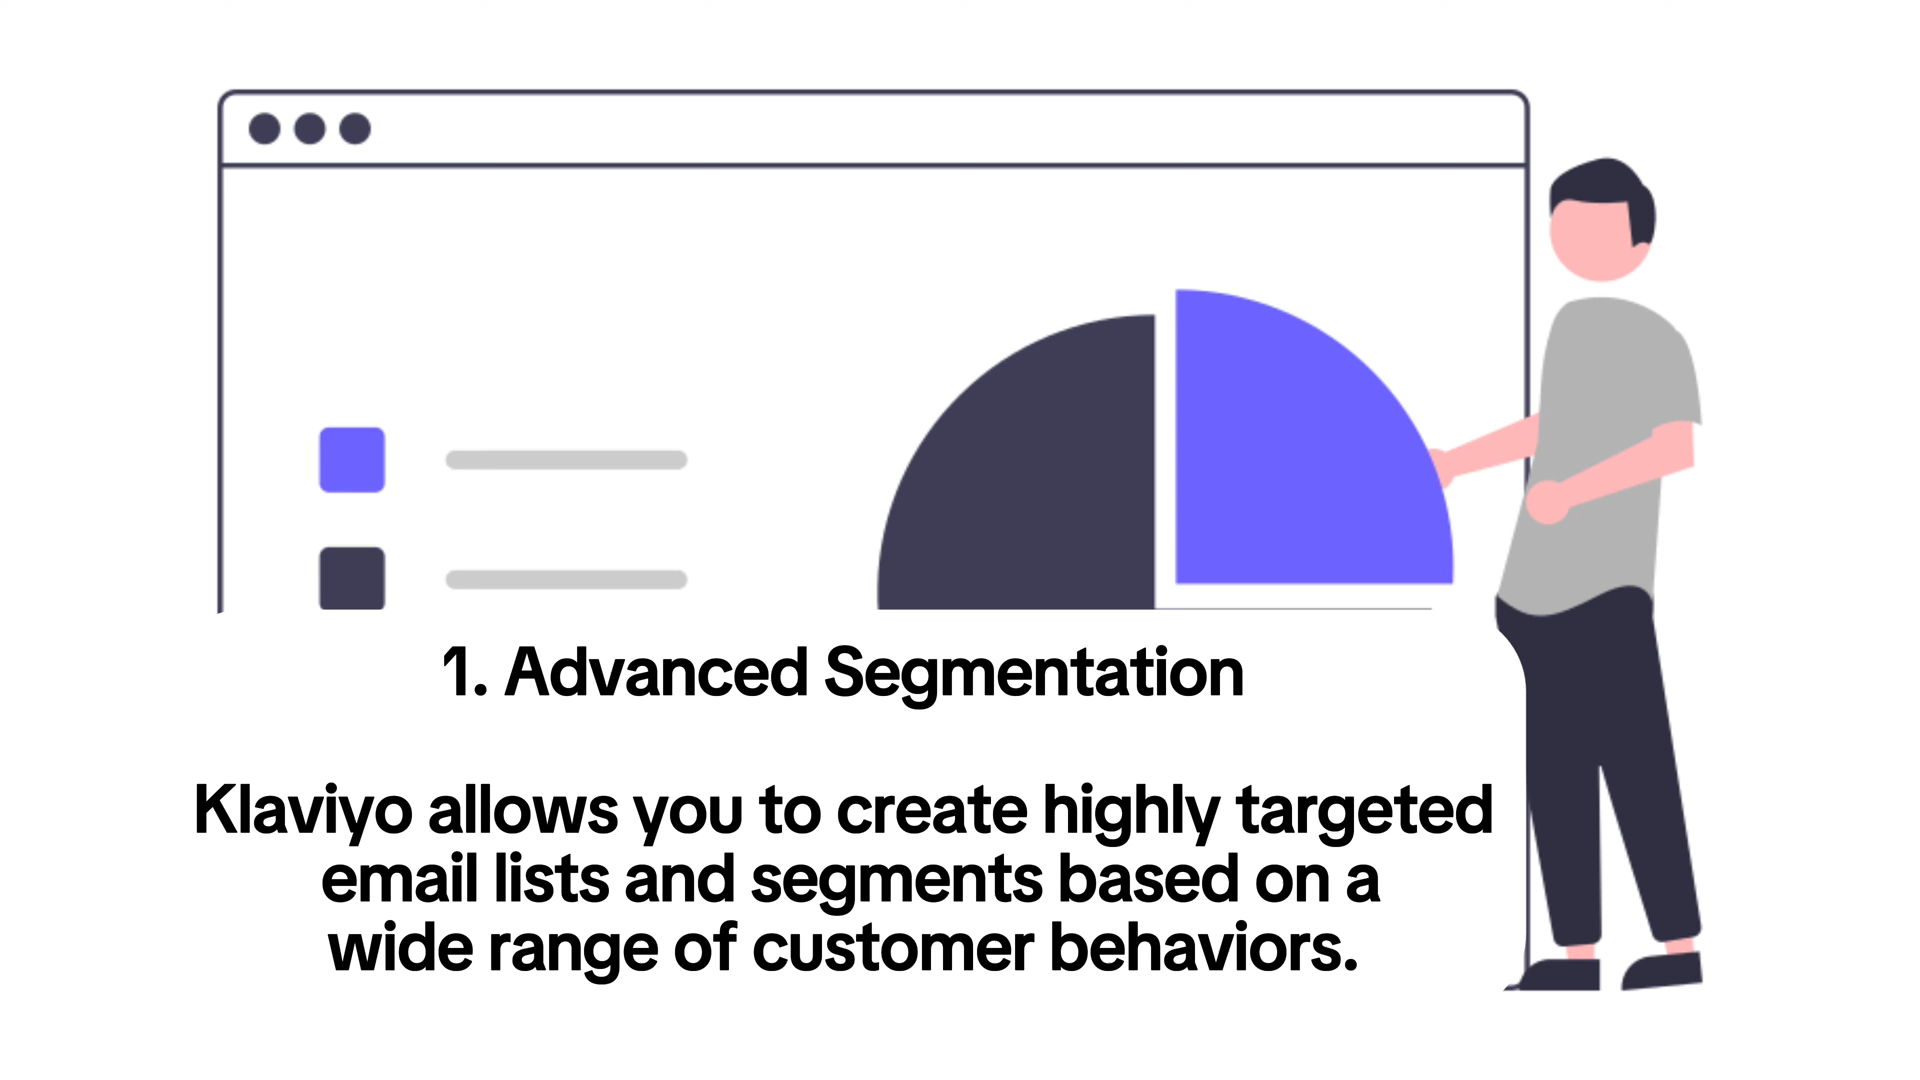 1. Advanced Segmentation
Klaviyo allows you to create highly targeted
email lists and segments based on a
wide range of customer behaviors.